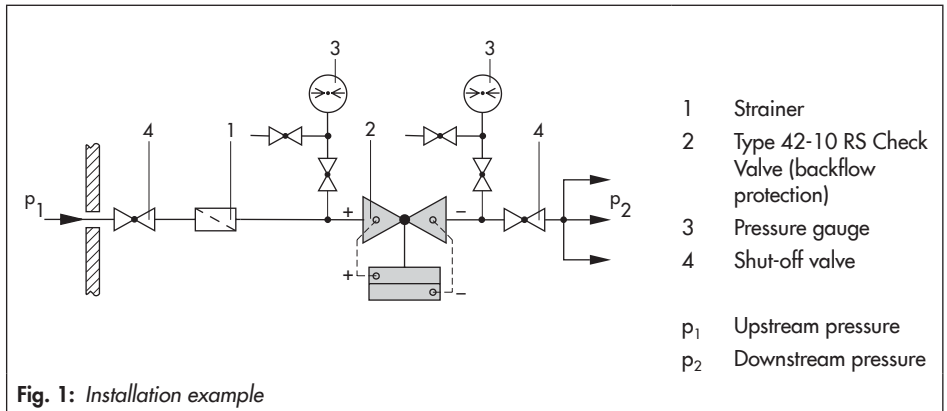 3
3
4
1
2
4
p1
+
−
p2
+
−
1 Strainer
2 Type 42-10 RS Check
Valve (backflow
protection)
3 Pressure gauge
4 Shut-off valve
p1 Upstream pressure
p2 Downstream pressure
Fig. 1: Installation example